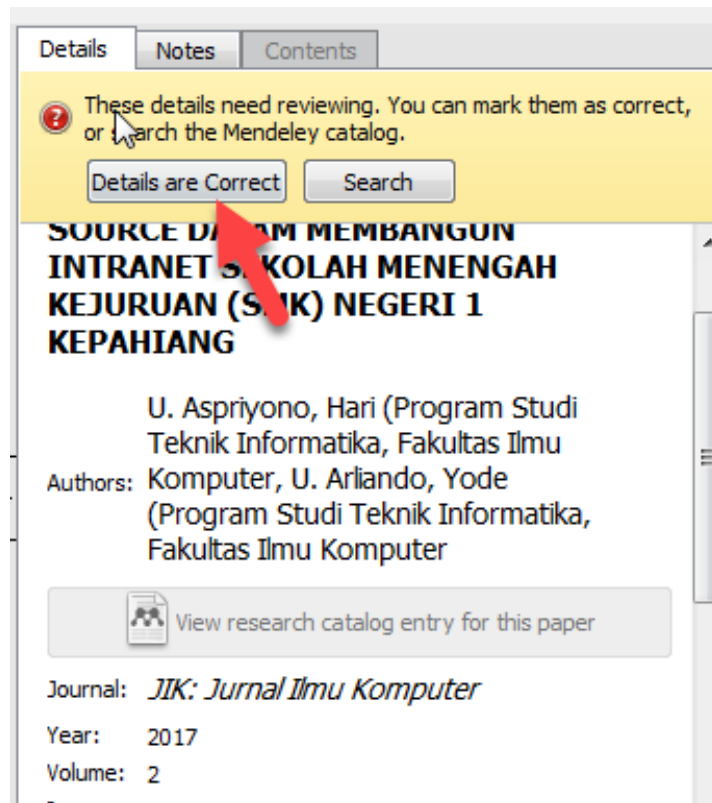 Details Notes Contents
These details need reviewing. You can mark them as correct,
or search the Mendeley catalog.
Details are Correct Search
SOURCE DALAM MEMBANGUN
INTRANET SEKOLAH MENENGAH
KEJURUAN (SMK) NEGERI 1
KEPAHIANG
U. Aspriyono, Hari (Program Studi
Teknik Informatika, Fakultas Ilmu
Authors: Komputer, U. Arliando, Yode
(Program Studi Teknik Informatika,
Fakultas Ilmu Komputer
View research catalog entry for this paper
Journal: JIK: Jurnal Ilmu Komputer
Year: 2017
Volume: 2